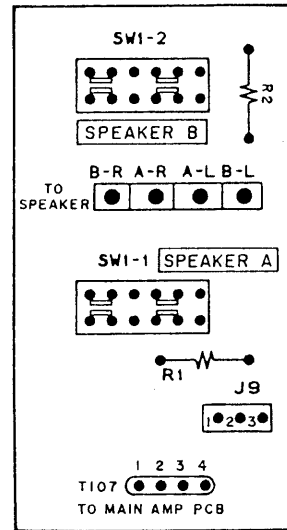 SW1-2
R2
SPEAKER B
B-R A-R A-L B-L
TO
SPEAKER
SW1-1 SPEAKER A
R1
J9
1 2 3
1 2 3 4
T107
TO MAIN AMP PCB